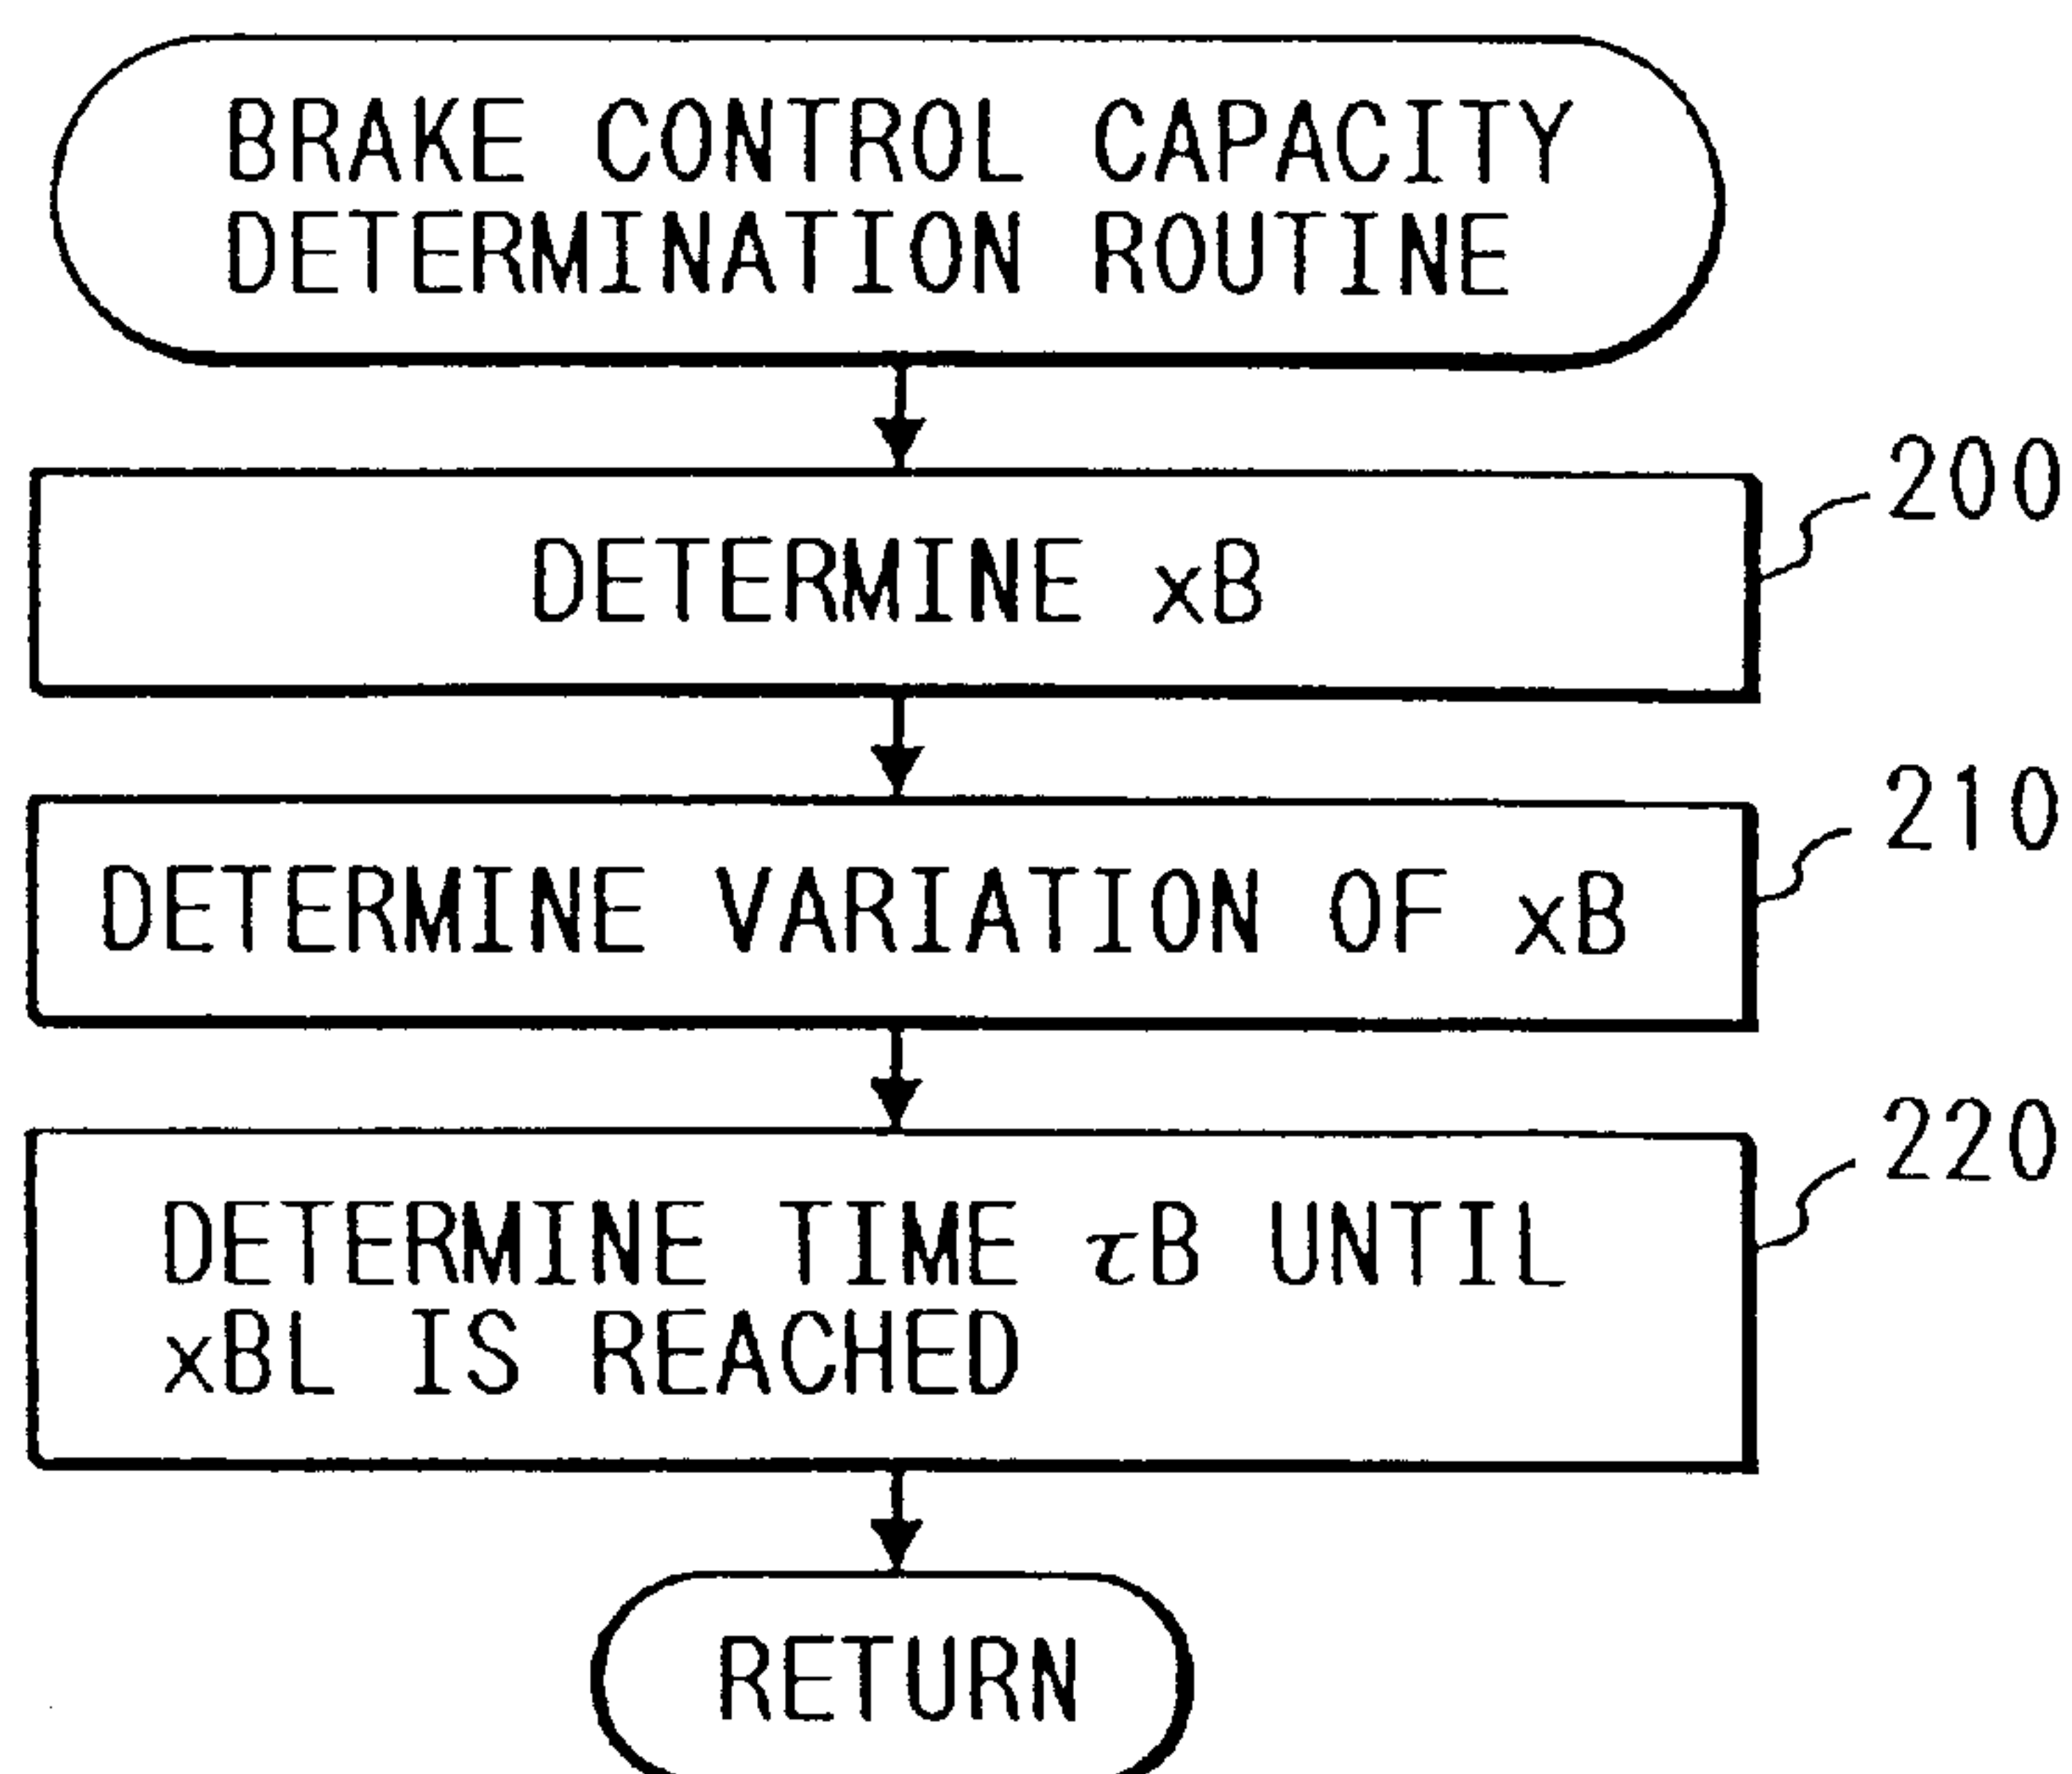 BRAKE CONTROL CAPACITY
DETERMINATION ROUTINE
200
DETERMINE xB
210
DETERMINE VARIATION OF xB
220
DETERMINE TIME τB UNTIL
xBL IS REACHED
RETURN